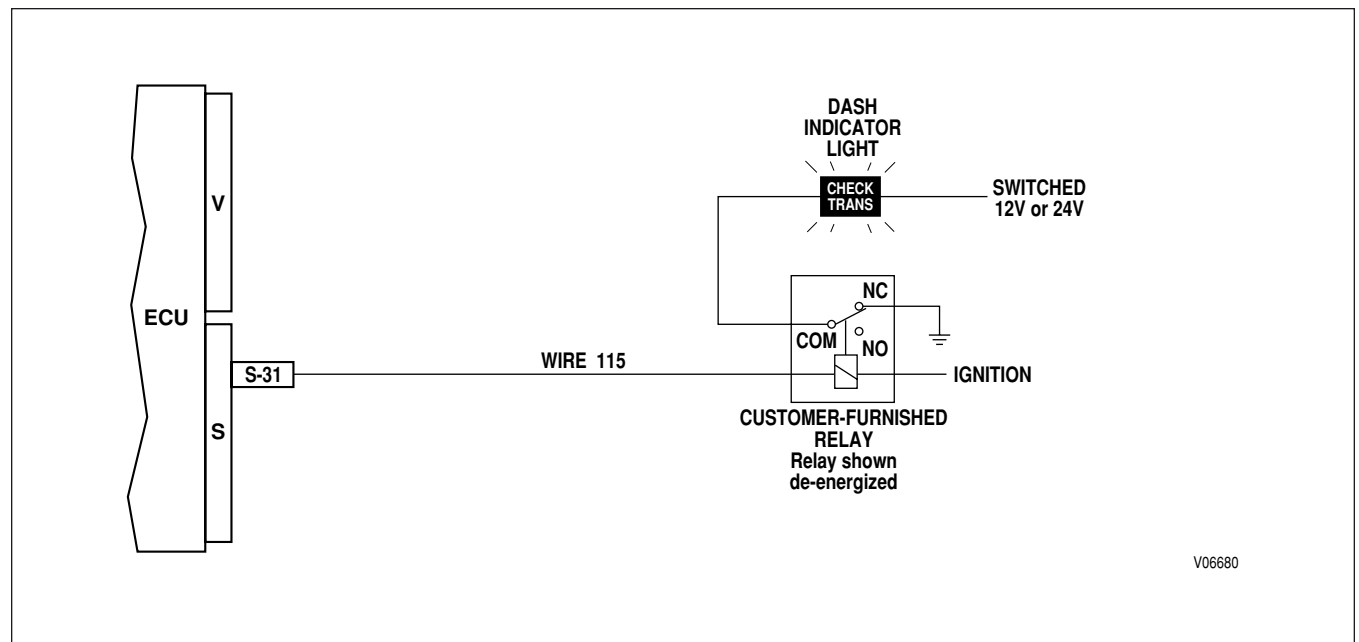 DASH
INDICATOR
LIGHT
CHECK
TRANS
SWITCHED
12V or 24V
V
ECU
NC
COM
NO
WIRE 115
S-31
IGNITION
S
CUSTOMER-FURNISHED
RELAY
Relay shown
de-energized
V06680